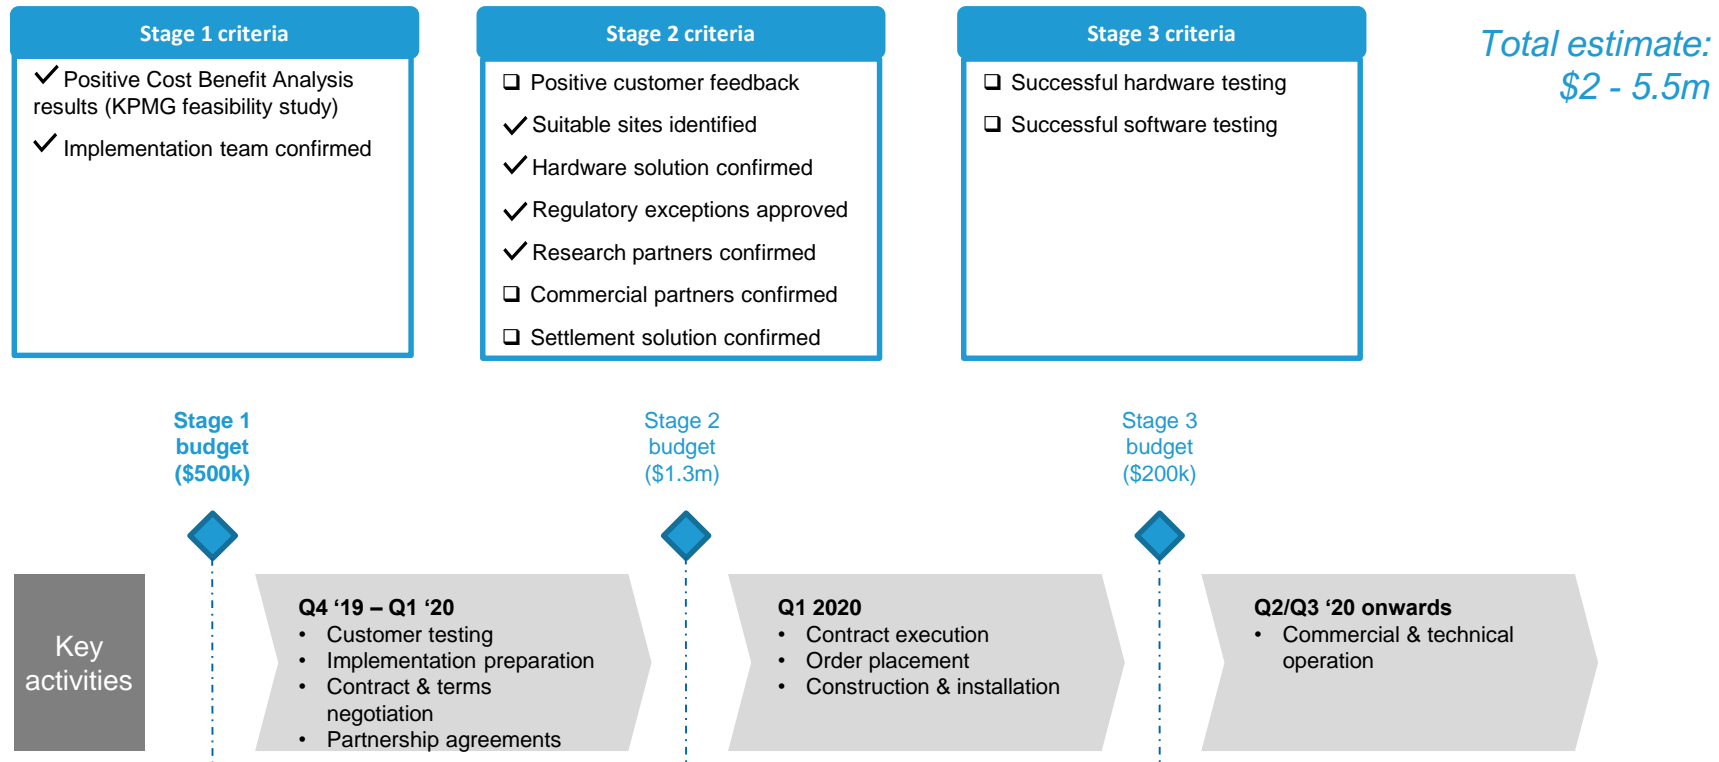 Stage 1 criteria
✓ Positive Cost Benefit Analysis
results (KPMG feasibility study)
✓ Implementation team confirmed
Stage 2 criteria
❑ Positive customer feedback
✓ Suitable sites identified
✓ Hardware solution confirmed
✓ Regulatory exceptions approved
✓ Research partners confirmed
❑ Commercial partners confirmed
❑ Settlement solution confirmed
Stage 3 criteria
❑ Successful hardware testing
❑ Successful software testing
Total estimate:
$2 - 5.5m
Stage 1
budget
($500k)
Stage 2
budget
($1.3m)
Stage 3
budget
($200k)
Key
activities
Q4 ‘19 – Q1 ‘20
• Customer testing
• Implementation preparation
• Contract & terms
negotiation
• Partnership agreements
Q1 2020
• Contract execution
• Order placement
• Construction & installation
Q2/Q3 ‘20 onwards
• Commercial & technical
operation